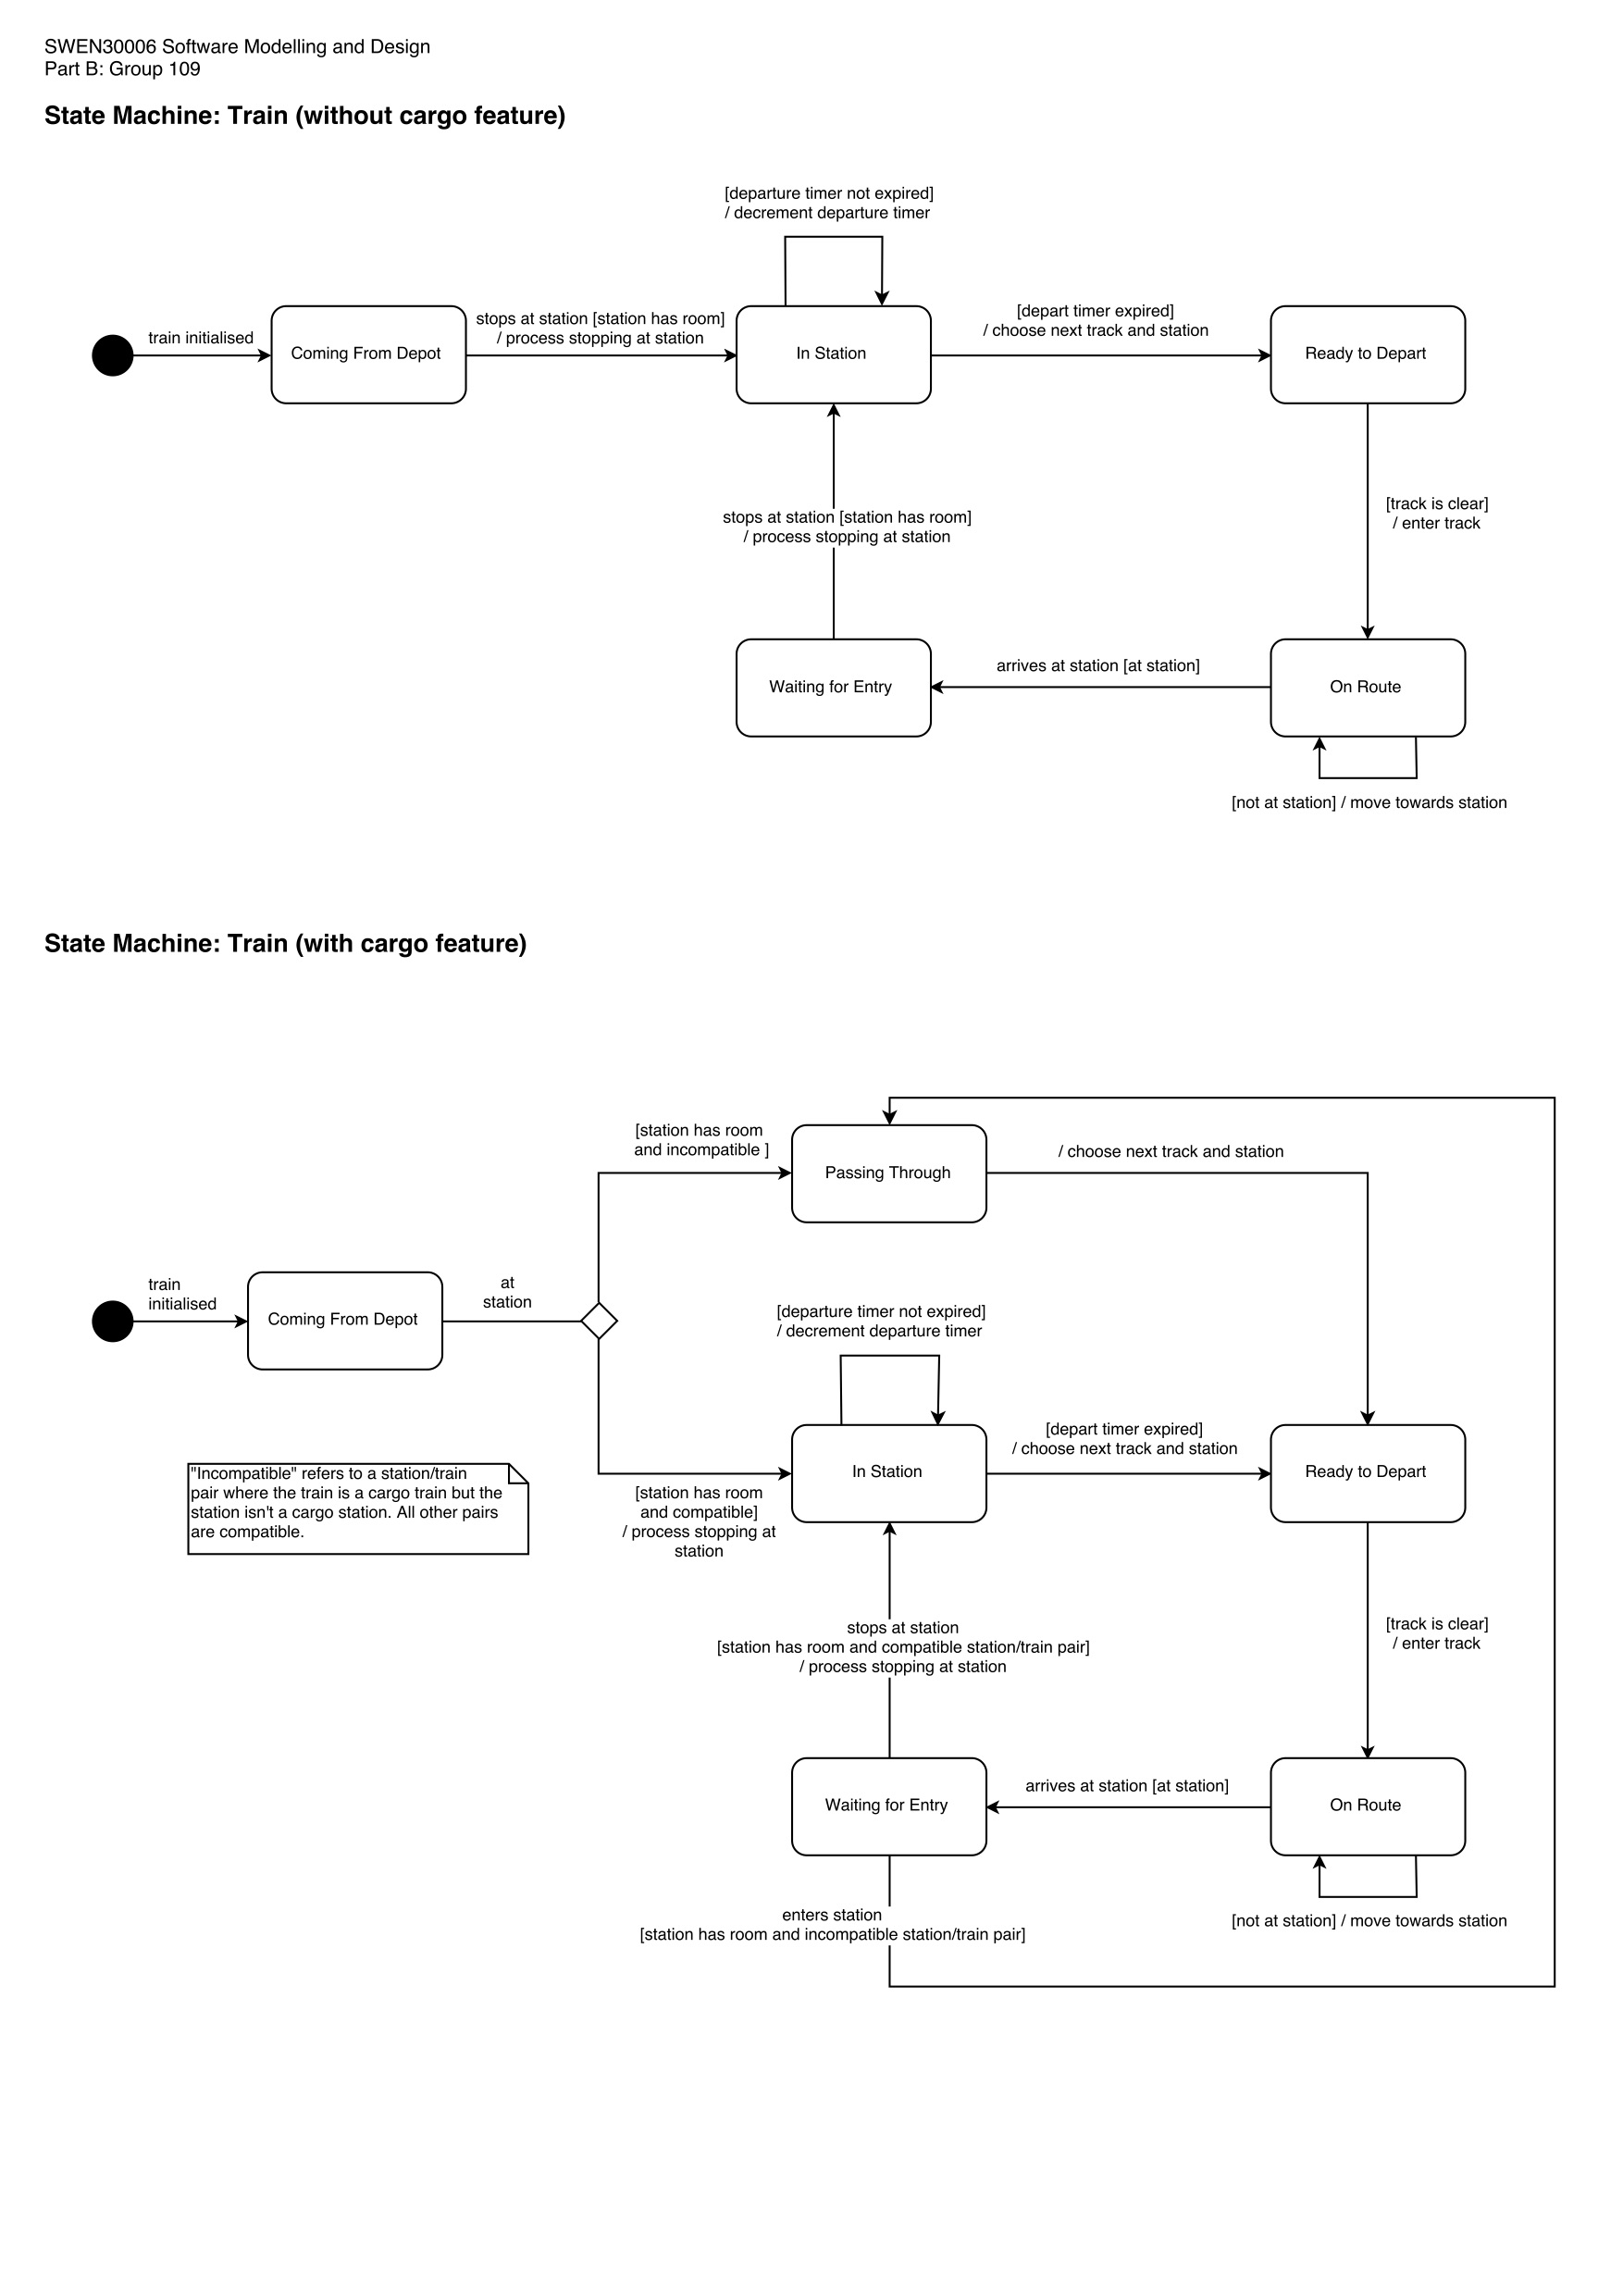 SWEN30006 Software Modelling and Design
Part B: Group 109
State Machine: Train (without cargo feature)
[departure timer not expired]
/ decrement departure timer
train initialised
Coming From Depot
stops at station [station has room]
/ process stopping at station
In Station
[depart timer expired]
/ choose next track and station
Ready to Depart
stops at station [station has room]
/ process stopping at station
[track is clear]
/ enter track
Waiting for Entry
arrives at station [at station]
On Route
[not at station] / move towards station
State Machine: Train (with cargo feature)
[station has room
and incompatible ]
Passing Through
/ choose next track and station
train
initialised
Coming From Depot
at
station
[departure timer not expired]
/ decrement departure timer
"Incompatible" refers to a station/train
pair where the train is a cargo train but the
station isn't a cargo station. All other pairs
are compatible.
[station has room
and compatible]
/ process stopping at
station
In Station
[depart timer expired]
/ choose next track and station
Ready to Depart
stops at station
[station has room and compatible station/train pair]
/ process stopping at station
[track is clear]
/ enter track
Waiting for Entry
arrives at station [at station]
On Route
enters station
[station has room and incompatible station/train pair]
[not at station] / move towards station